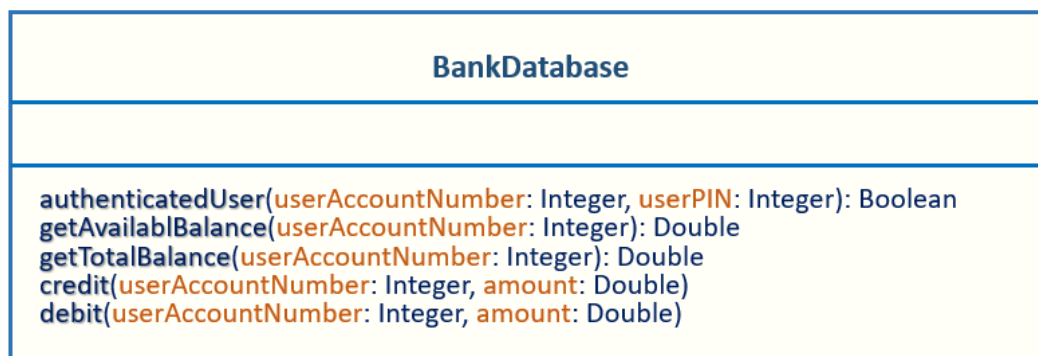 BankDatabase
authenticatedUser(userAccountNumber: Integer, userPIN: Integer): Boolean
getAvailablBalance(userAccountNumber: Integer): Double
getTotalBalance(userAccountNumber: Integer): Double
credit(userAccountNumber: Integer, amount: Double)
debit(userAccountNumber: Integer, amount: Double)